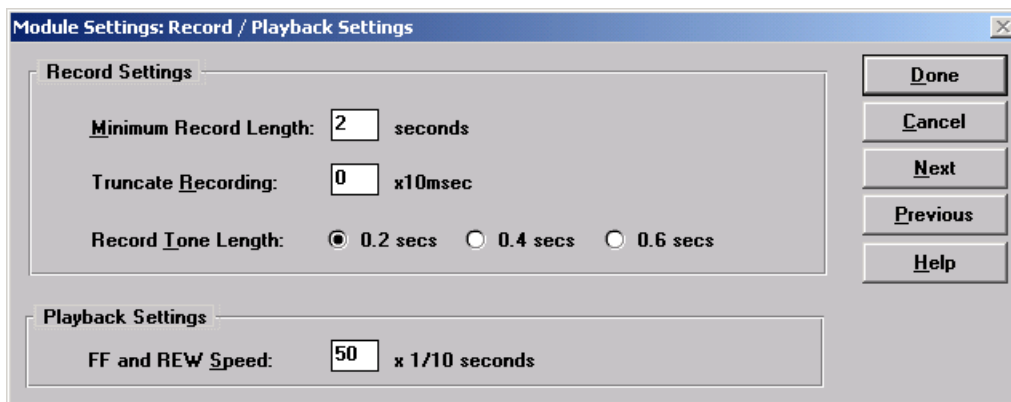 Module Settings: Record / Playback Settings
Record Settings
Minimum Record Length: 2 seconds
Truncate Recording: 0 x10msec
Record Tone Length: 0.2 secs 0.4 secs 0.6 secs
Playback Settings
FF and REW Speed: 50 x 1/10 seconds
Done
Cancel
Next
Previous
Help